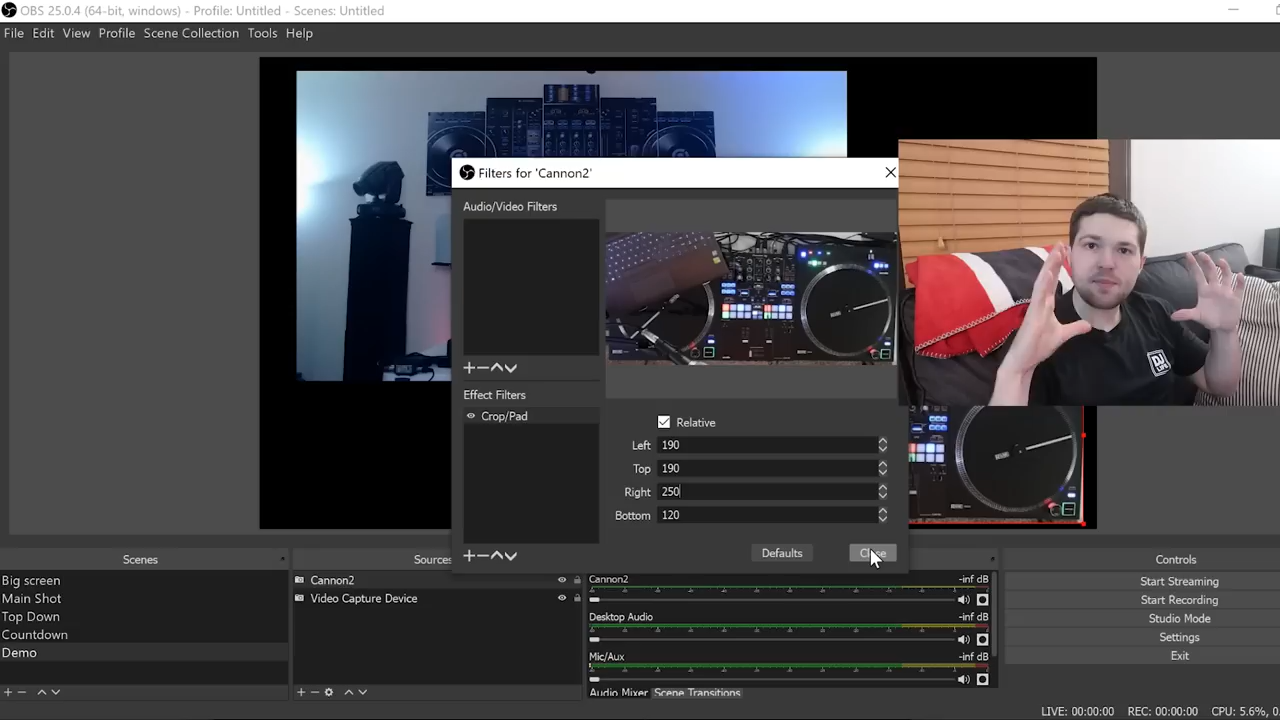 OBS 25.0.4 (64-bit, windows) - Profile: Untitled - Scenes: Untitled
File Edit View Profile Scene Collection Tools Help
Filters for 'Cannon2'
Audio/Video Filters
Effect Filters
Crop/Pad
Relative
Left 190
Top 190
Right 250
Bottom 120
Defaults
DJ
LIFE
Scenes
Big screen
Main Shot
Top Down
Countdown
Demo
Sources
Cannon2
Video Capture Device
Cannon2 -inf dB
Desktop Audio -inf dB
Mic/Aux -inf dB
Audio Mixer Scene Transitions
Controls
Start Streaming
Start Recording
Studio Mode
Settings
Exit
LIVE: 00:00:00 REC: 00:00:00 CPU: 5.6%, 0